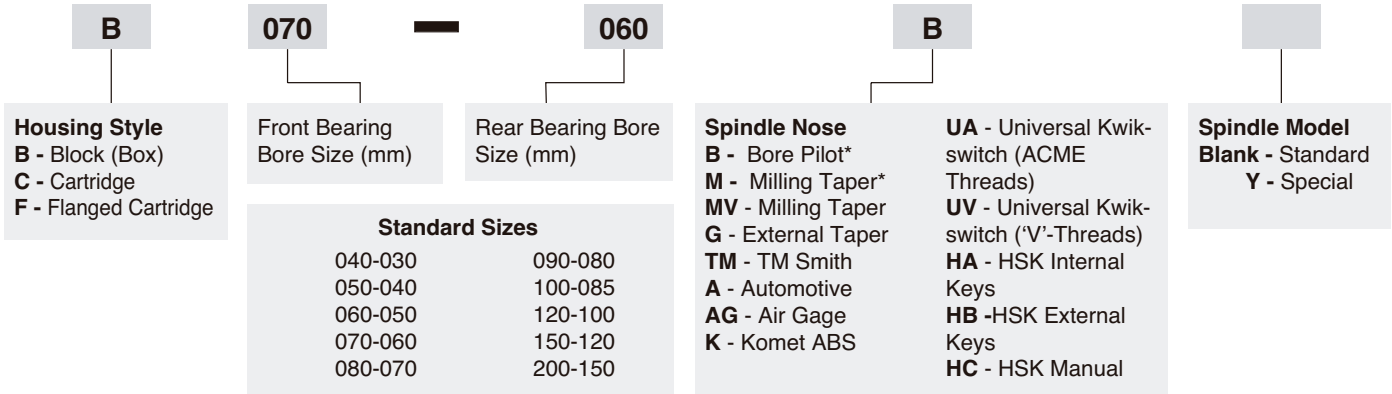 B 070 - 060 B
Housing Style
B - Block (Box)
C - Cartridge
F - Flanged Cartridge
Front Bearing
Bore Size (mm)
Rear Bearing Bore
Size (mm)
Standard Sizes
040-030 090-080
050-040 100-085
060-050 120-100
070-060 150-120
080-070 200-150
Spindle Nose
B - Bore Pilot*
M - Milling Taper*
MV - Milling Taper
G - External Taper
TM - TM Smith
A - Automotive
AG - Air Gage
K - Komet ABS
UA - Universal Kwik-
switch (ACME
Threads)
UV - Universal Kwik-
switch ('V'-Threads)
HA - HSK Internal
Keys
HB -HSK External
Keys
HC - HSK Manual
Spindle Model
Blank - Standard
Y - Special